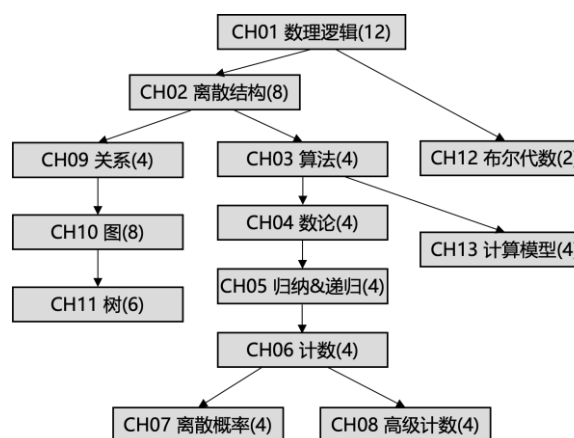 CH01 数理逻辑(12)
CH02 离散结构(8)
CH09 关系(4)
CH03 算法(4)
CH12 布尔代数(2)
CH10 图(8)
CH04 数论(4)
CH13 计算模型(4)
CH11 树(6)
CH05 归纳&递归(4)
CH06 计数(4)
CH07 离散概率(4)
CH08 高级计数(4)